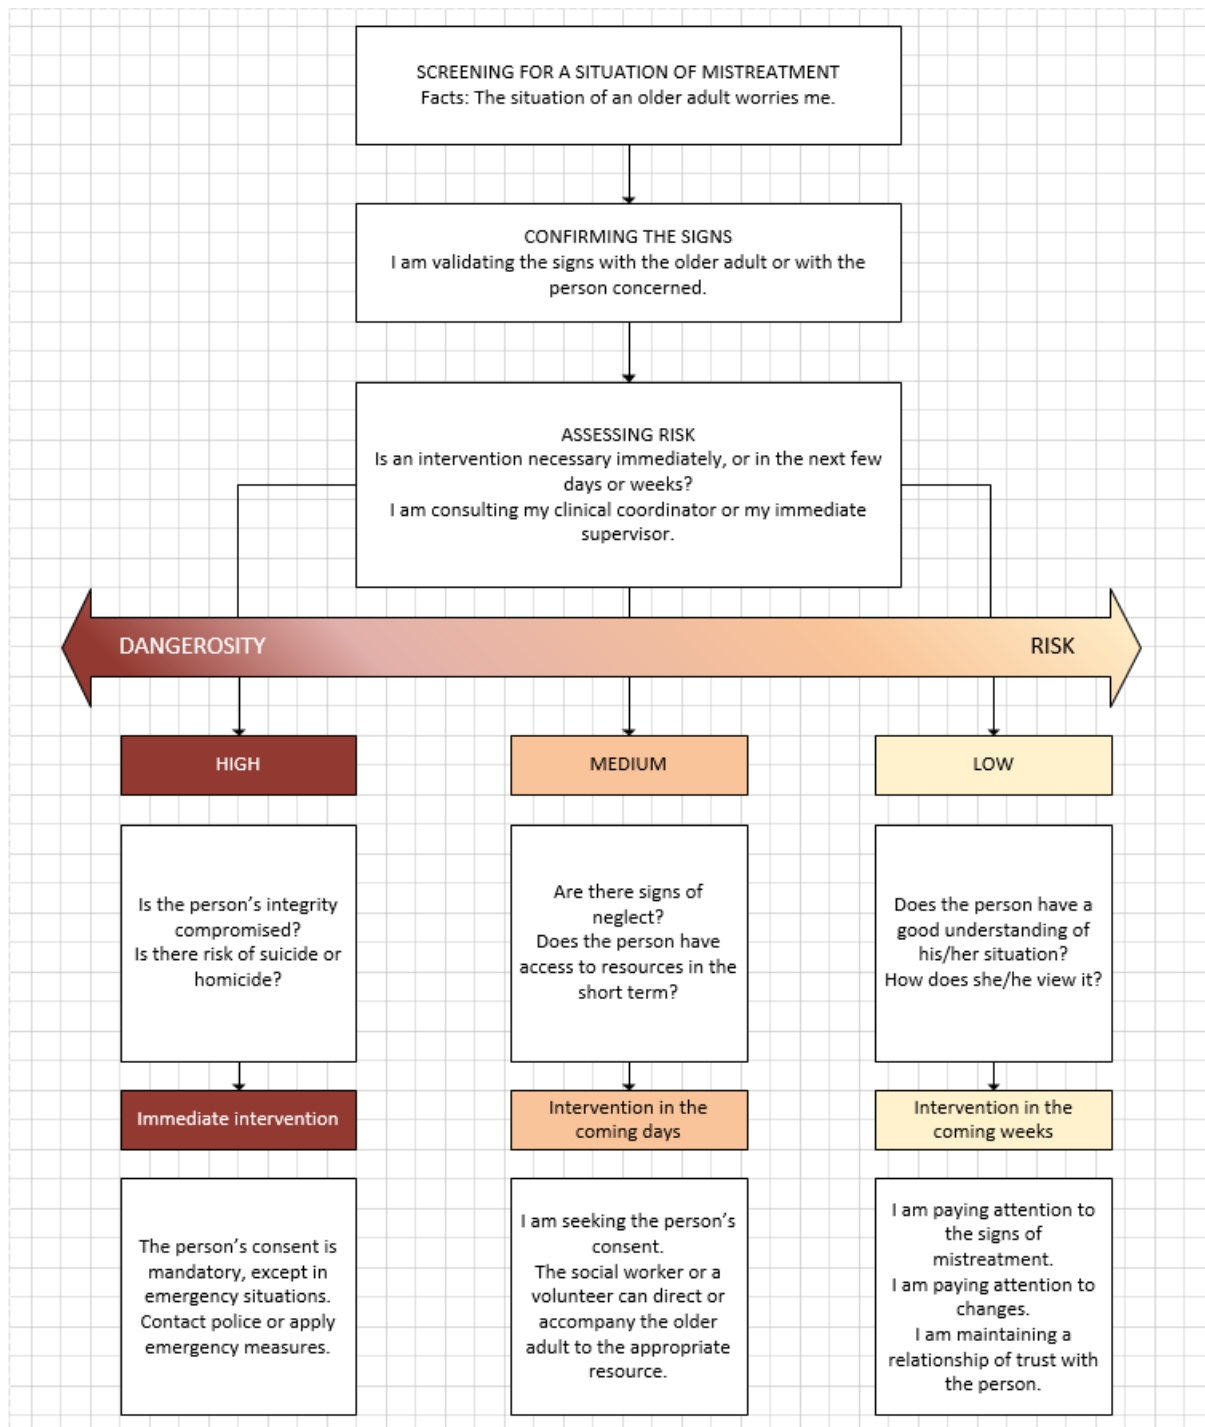 SCREENING FOR A SITUATION OF MISTREATMENT
Facts: The situation of an older adult worries me.
CONFIRMING THE SIGNS
I am validating the signs with the older adult or with the
person concerned.
ASSESSING RISK
Is an intervention necessary immediately, or in the next few
days or weeks?
I am consulting my clinical coordinator or my immediate
supervisor.
DANGEROSITY
RISK
HIGH
MEDIUM
LOW
Is the person’s integrity
compromised?
Is there risk of suicide or
homicide?
Are there signs of
neglect?
Does the person have
access to resources in the
short term?
Does the person have a
good understanding of
his/her situation?
How does she/he view it?
Immediate intervention
Intervention in the
coming days
Intervention in the
coming weeks
The person’s consent is
mandatory, except in
emergency situations.
Contact police or apply
emergency measures.
I am seeking the person’s
consent.
The social worker or a
volunteer can direct or
accompany the older
adult to the appropriate
resource.
I am paying attention to
the signs of
mistreatment.
I am paying attention to
changes.
I am maintaining a
relationship of trust with
the person.